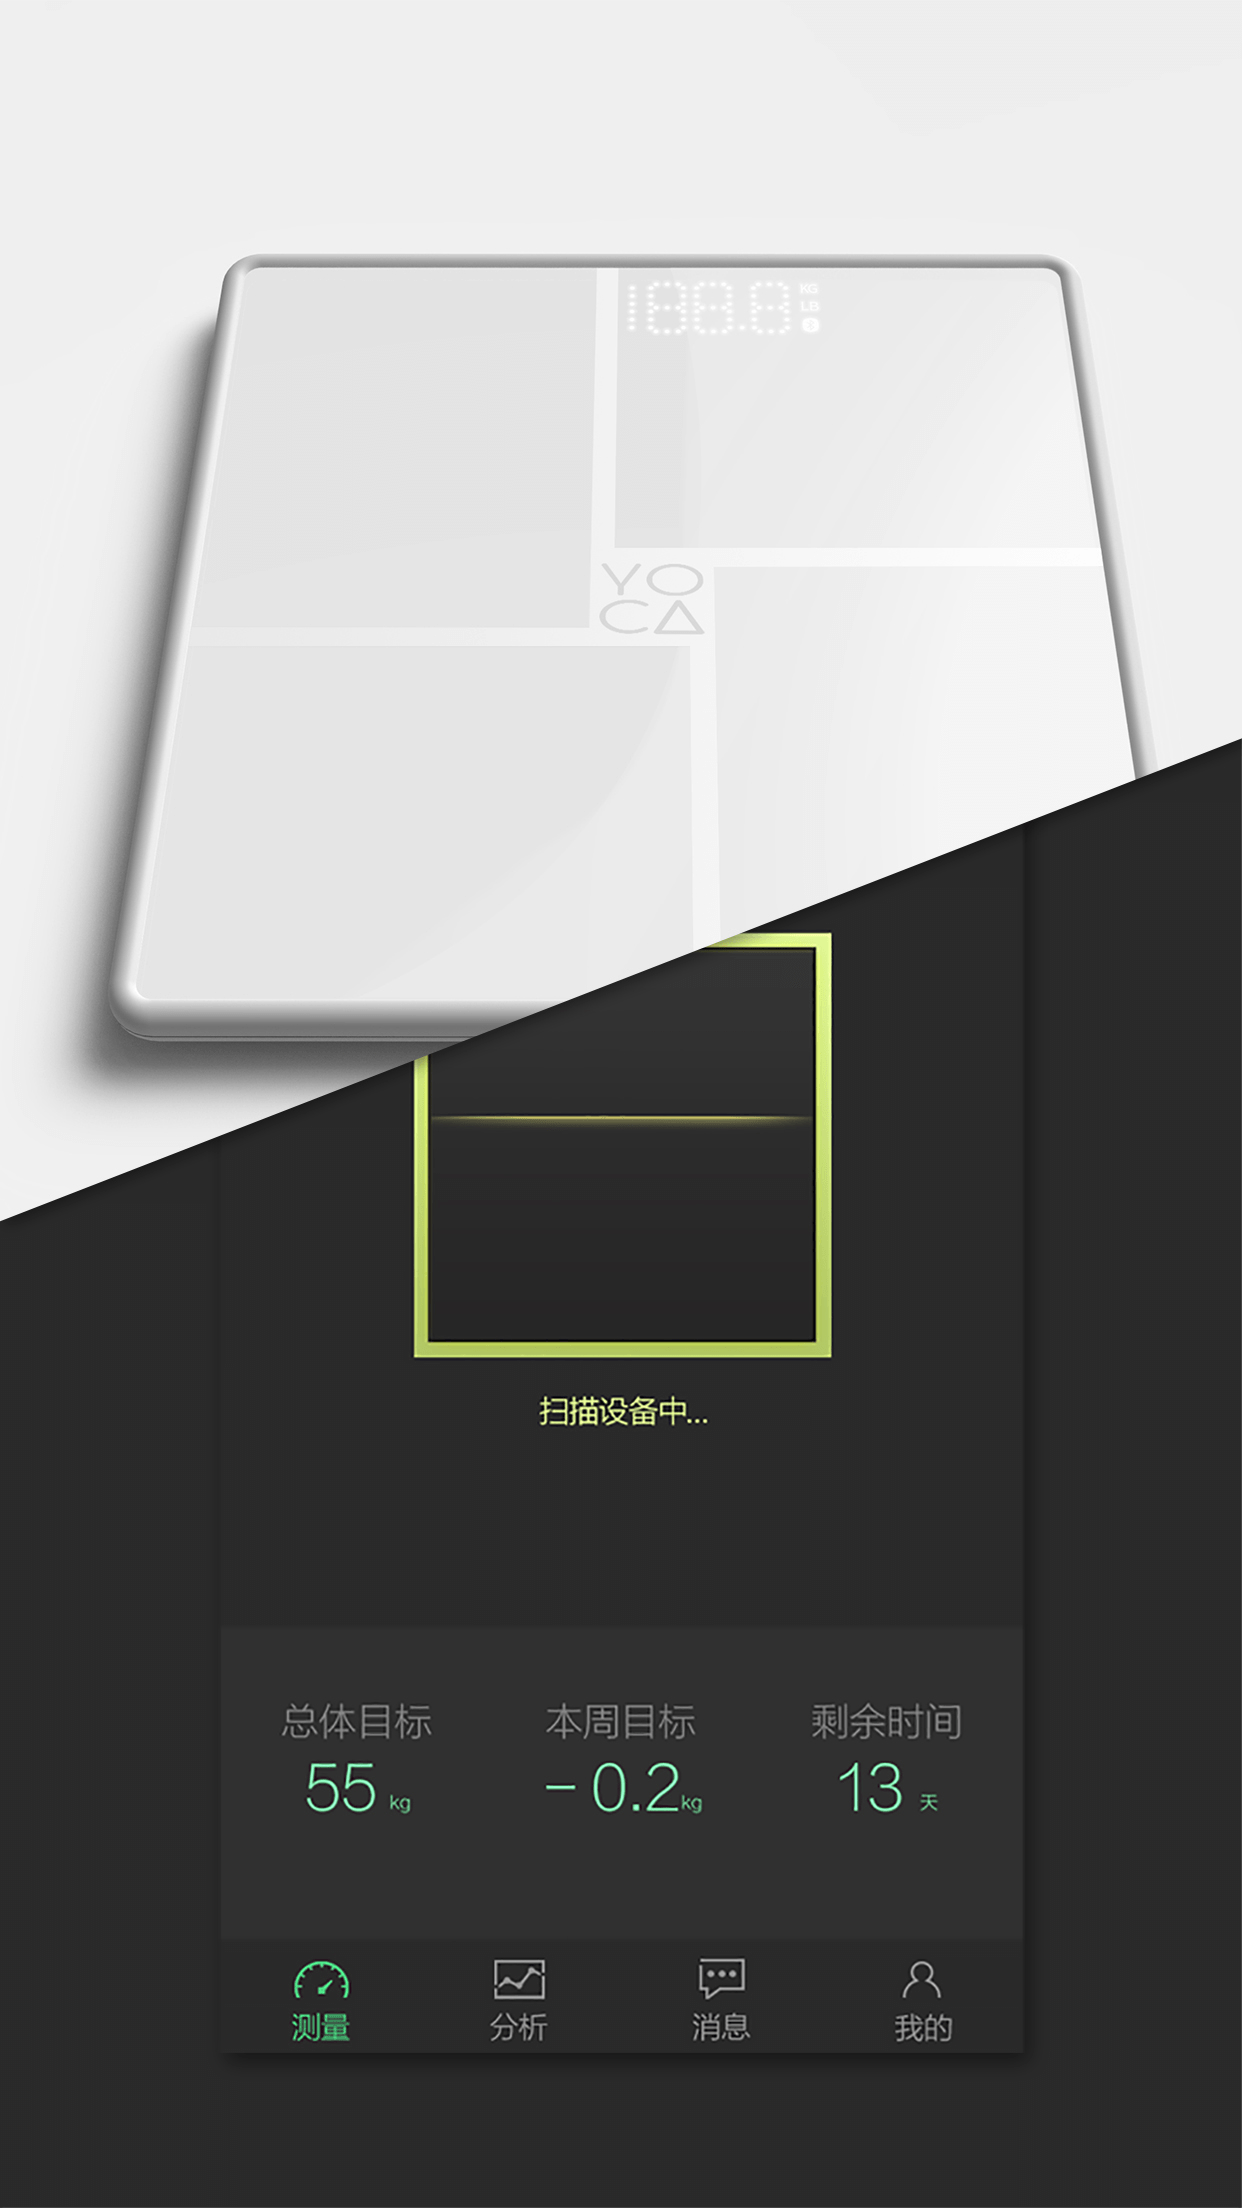 188.8
KG
LB
YO
CA
扫描设备中...
总体目标 本周目标 剩余时间
55 kg -0.2kg 13 天
测量 分析 消息 我的